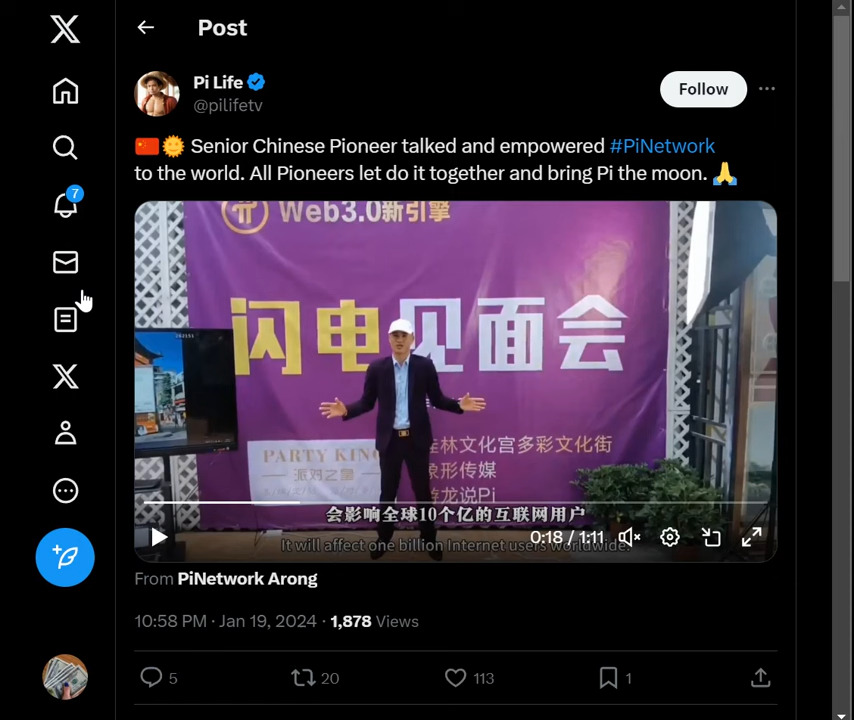 Post
Pi Life
@pilifetv
Follow
🇨🇳🌞 Senior Chinese Pioneer talked and empowered #PiNetwork
to the world. All Pioneers let do it together and bring Pi the moon. 🙏
Web3.0新引擎
闪电见面会
PARTY KING
派对之皇
林文化宫多彩文化街
象形传媒
游龙说Pi
会影响全球10个亿的互联网用户
It will affect one billion Internet users worldwide.
0:18 / 1:11
From PiNetwork Arong
10:58 PM · Jan 19, 2024 · 1,878 Views
5
20
113
1
7